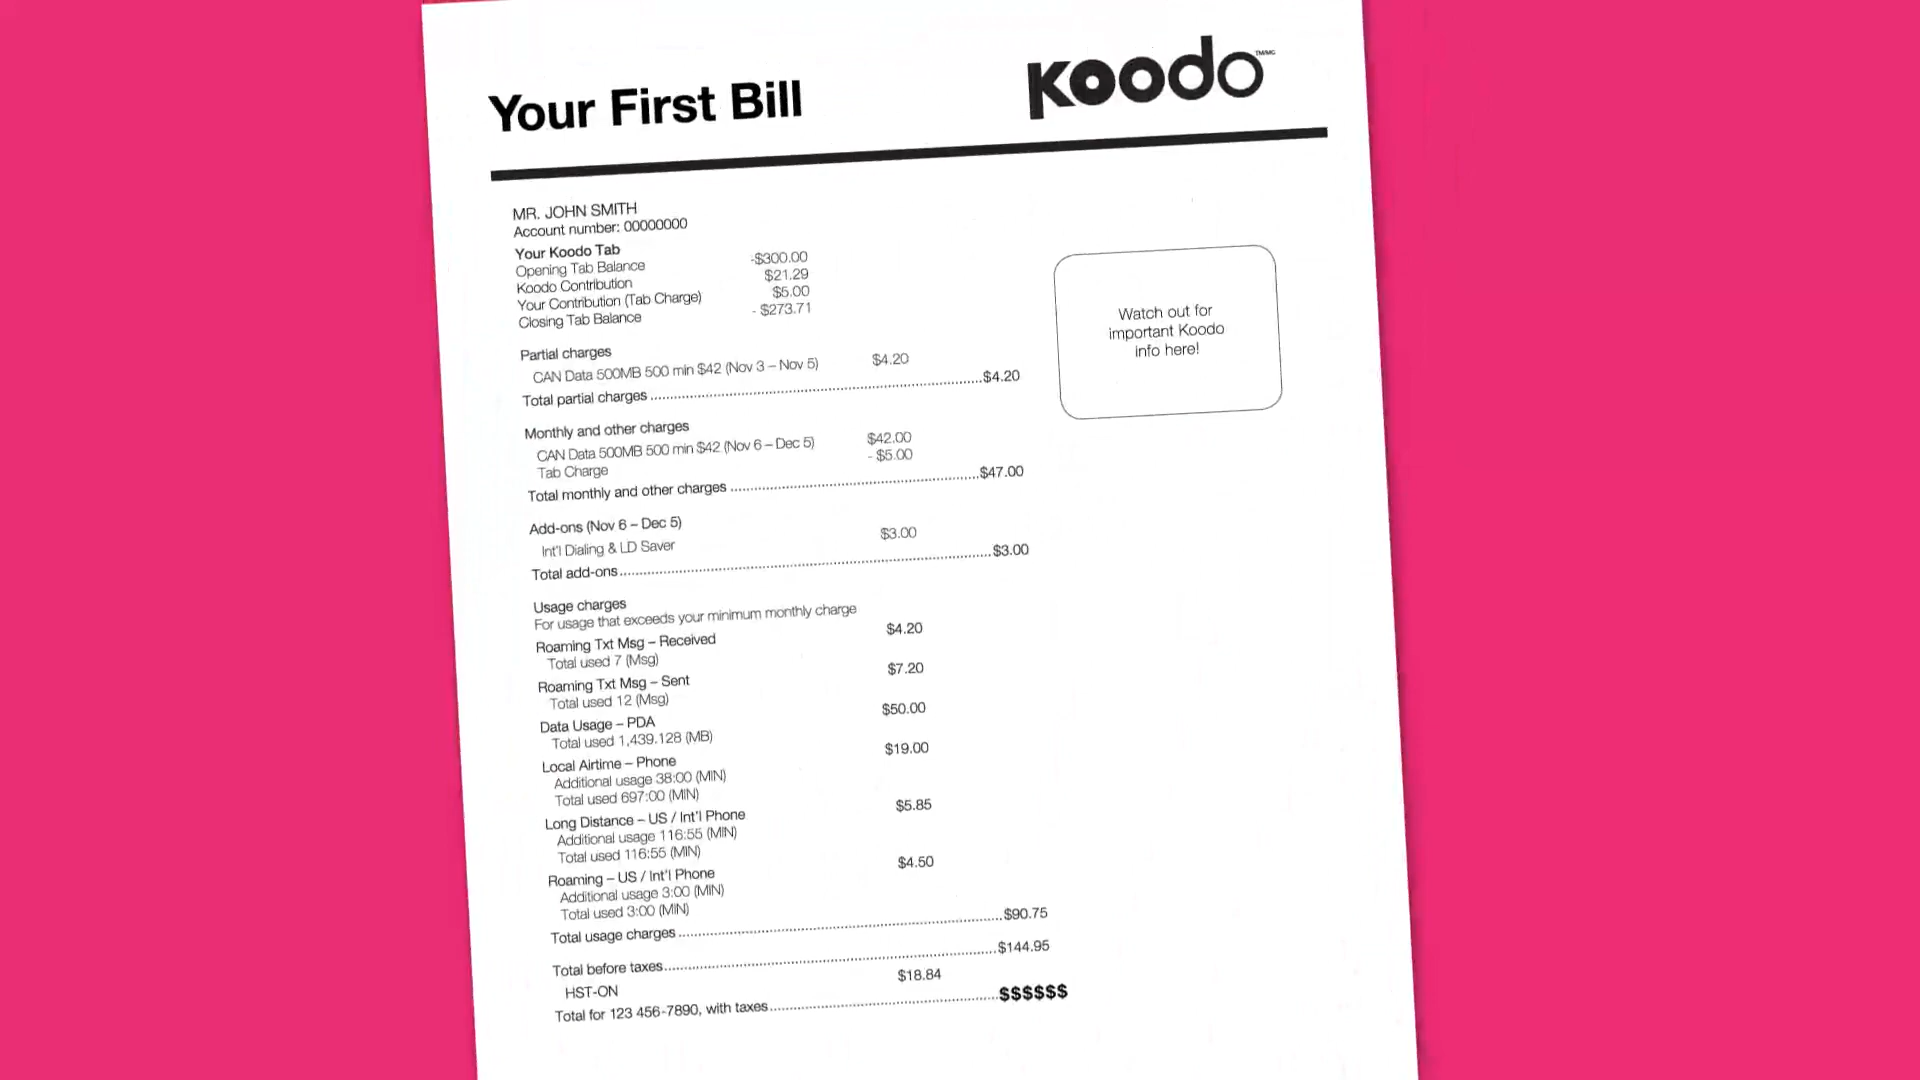 Your First Bill
Koodo TM/MC
MR. JOHN SMITH
Account number: 00000000
Your Koodo Tab
Opening Tab Balance -$300.00
Koodo Contribution $21.29
Your Contribution (Tab Charge) $5.00
Closing Tab Balance - $273.71
Watch out for
important Koodo
info here!
Partial charges
CAN Data 500MB 500 min $42 (Nov 3 – Nov 5) $4.20
Total partial charges ........ $4.20
Monthly and other charges
CAN Data 500MB 500 min $42 (Nov 6 – Dec 5) $42.00
Tab Charge - $5.00
Total monthly and other charges ........ $47.00
Add-ons (Nov 6 – Dec 5)
Int'l Dialing & LD Saver $3.00
Total add-ons ........ $3.00
Usage charges
For usage that exceeds your minimum monthly charge
Roaming Txt Msg – Received $4.20
Total used 7 (Msg)
Roaming Txt Msg – Sent $7.20
Total used 12 (Msg)
Data Usage – PDA $50.00
Total used 1,439.128 (MB)
Local Airtime – Phone $19.00
Additional usage 38:00 (MIN)
Total used 697:00 (MIN)
Long Distance – US / Int'l Phone $5.85
Additional usage 116:55 (MIN)
Total used 116:55 (MIN)
Roaming – US / Int'l Phone $4.50
Additional usage 3:00 (MIN)
Total used 3:00 (MIN)
Total usage charges ........ $90.75
Total before taxes ........ $144.95
HST-ON $18.84
Total for 123 456-7890, with taxes ........ $$$$$$